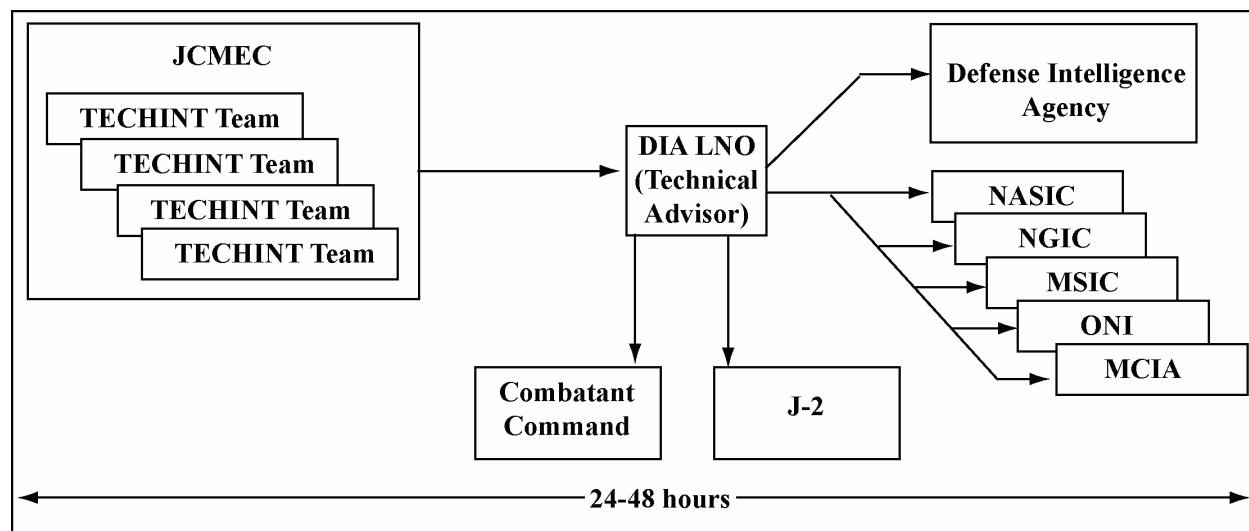 JCMEC
TECHINT Team
TECHINT Team
TECHINT Team
TECHINT Team
DIA LNO
(Technical
Advisor)
Defense Intelligence
Agency
NASIC
NGIC
MSIC
ONI
MCIA
Combatant
Command
J-2
24-48 hours